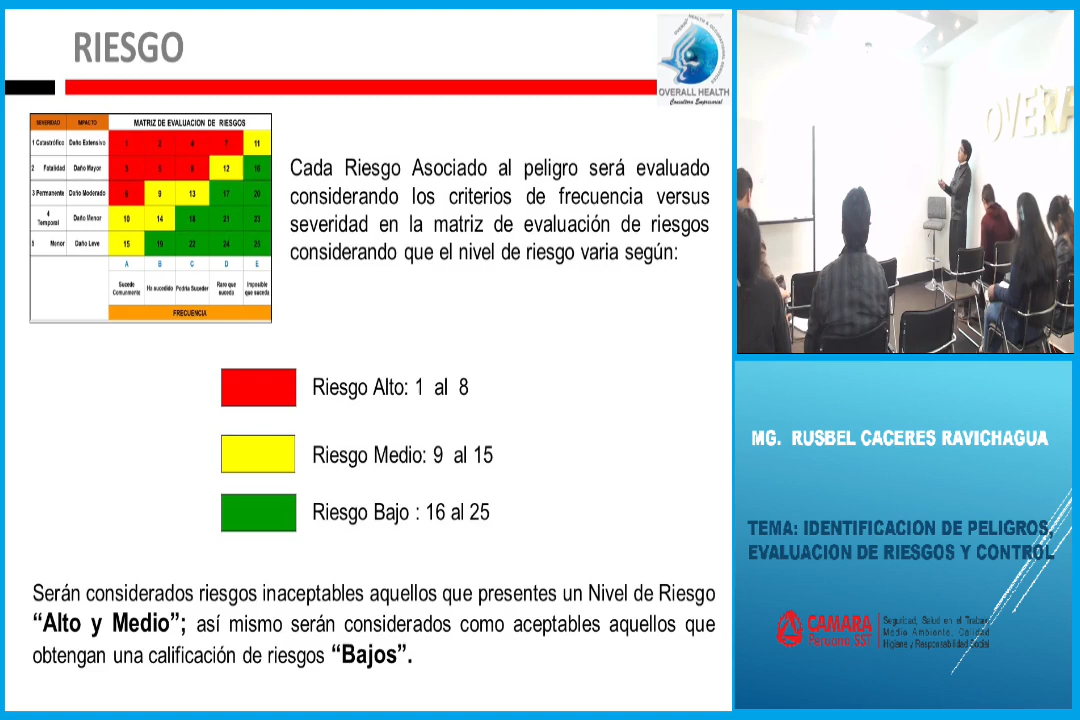 RIESGO
OVERALL HEALTH & OCCUPATIONAL SERVICES
OVERALL HEALTH
Consultora Empresarial
SEVERIDAD IMPACTO MATRIZ DE EVALUACION DE RIESGOS
1 Catastrófico Daño Extensivo 1 2 4 7 11
2 Fatalidad Daño Mayor 3 5 8 12 16
3 Permanente Daño Moderado 6 9 13 17 20
4 Temporal Daño Menor 10 14 18 21 23
5 Menor Daño Leve 15 19 22 24 25
A B C D E
Sucede Comunmente Ha sucedido Podría Suceder Raro que suceda Imposible que suceda
FRECUENCIA
Cada Riesgo Asociado al peligro será evaluado
considerando los criterios de frecuencia versus
severidad en la matriz de evaluación de riesgos
considerando que el nivel de riesgo varia según:
Riesgo Alto: 1 al 8
Riesgo Medio: 9 al 15
Riesgo Bajo : 16 al 25
Serán considerados riesgos inaceptables aquellos que presentes un Nivel de Riesgo
“Alto y Medio”; así mismo serán considerados como aceptables aquellos que
obtengan una calificación de riesgos “Bajos”.
OVERA
MG. RUSBEL CACERES RAVICHAGUA
TEMA: IDENTIFICACION DE PELIGROS,
EVALUACION DE RIESGOS Y CONTROL
CAMARA
Peruana SST
Seguridad, Salud en el Trabajo
Medio Ambiente, Calidad
Higiene y Responsabilidad Social